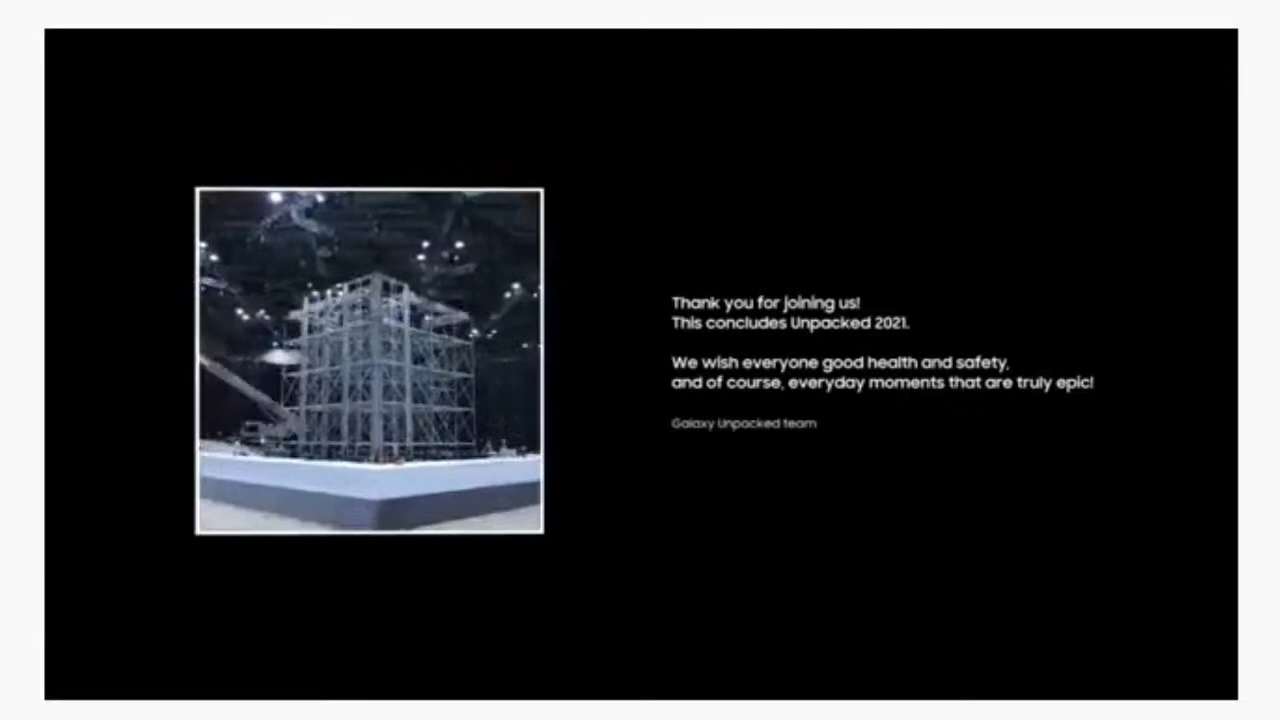 Thank you for joining us!
This concludes Unpacked 2021.
We wish everyone good health and safety,
and of course, everyday moments that are truly epic!
Galaxy Unpacked team